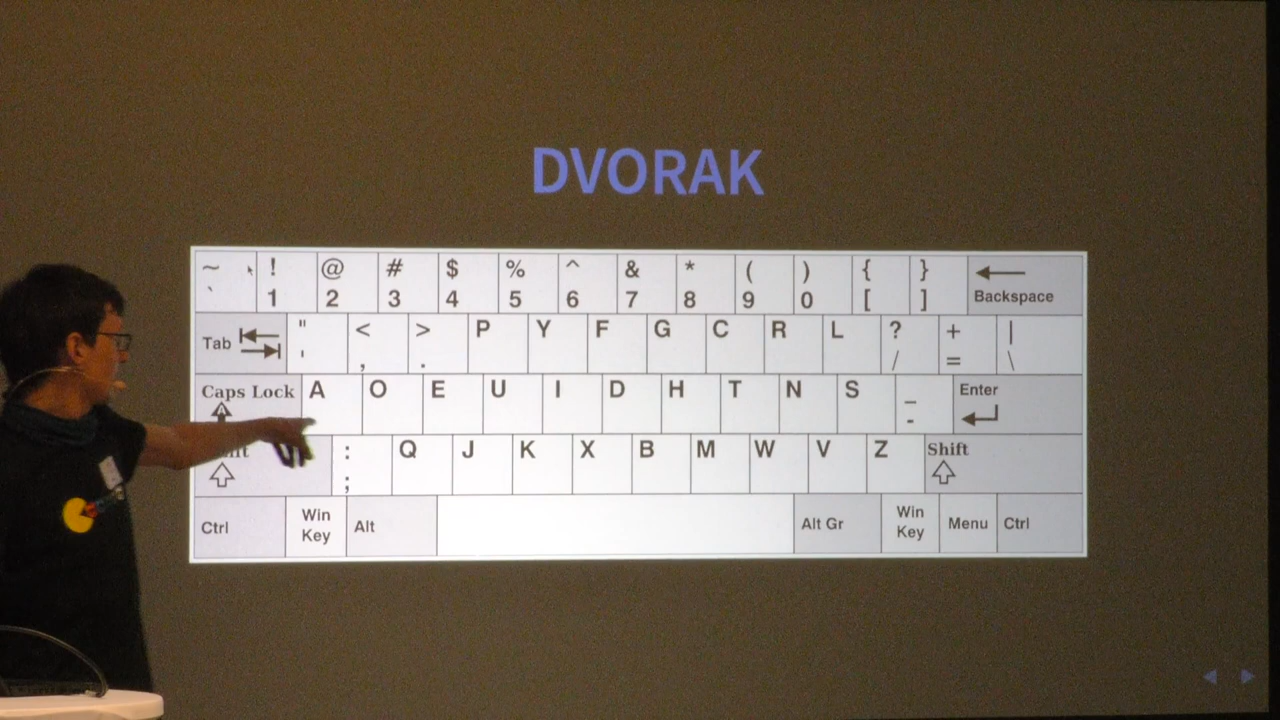 DVORAK
~ ! @ # $ % ^ & * ( ) { }
` 1 2 3 4 5 6 7 8 9 0 [ ] Backspace
Tab " < > P Y F G C R L ? + |
' , . / = \
Caps Lock A O E U I D H T N S _ Enter
-
: Q J K X B M W V Z Shift
;
Ctrl Win Key Alt Alt Gr Win Key Menu Ctrl